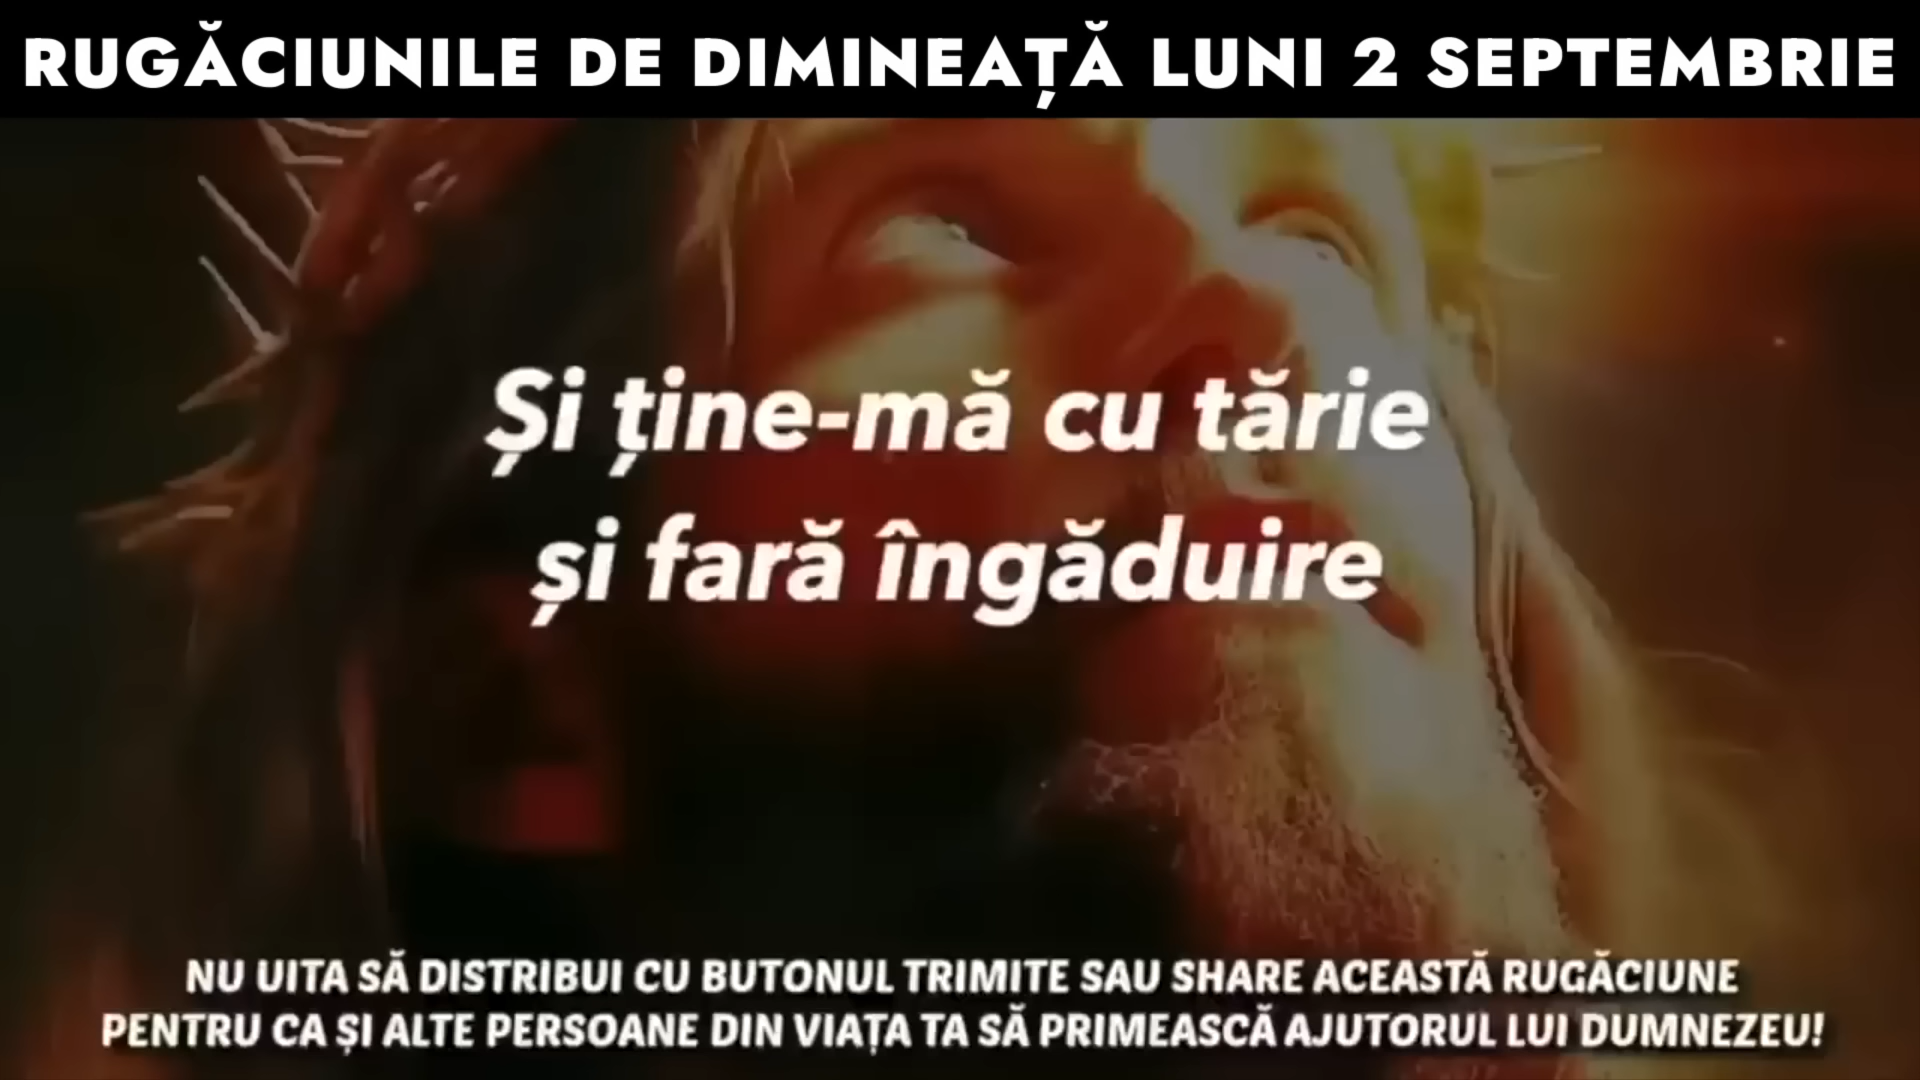 RUGĂCIUNILE DE DIMINEAȚĂ LUNI 2 SEPTEMBRIE
Și ține-mă cu tărie
și fară îngăduire
NU UITA SĂ DISTRIBUI CU BUTONUL TRIMITE SAU SHARE ACEASTĂ RUGĂCIUNE
PENTRU CA ȘI ALTE PERSOANE DIN VIAȚA TA SĂ PRIMEASCĂ AJUTORUL LUI DUMNEZEU!